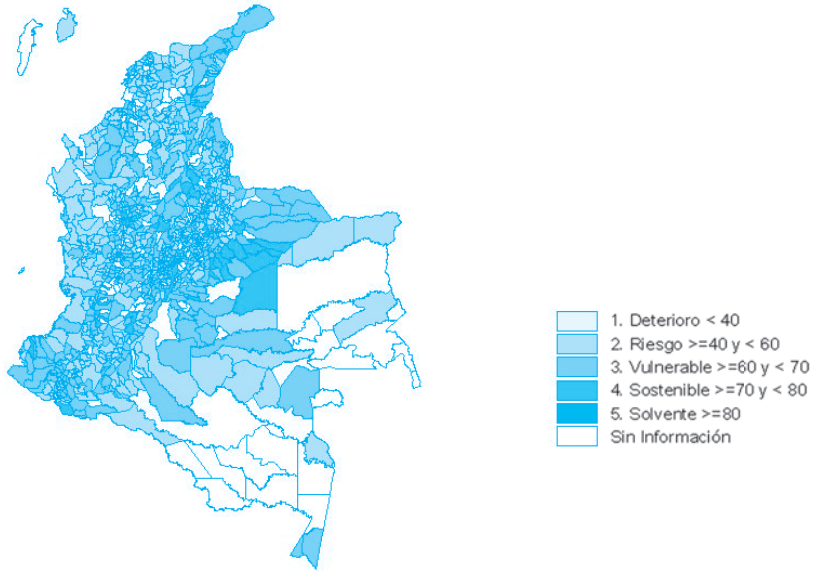 1. Deterioro < 40
2. Riesgo >=40 y < 60
3. Vulnerable >=60 y < 70
4. Sostenible >=70 y < 80
5. Solvente >=80
Sin Información